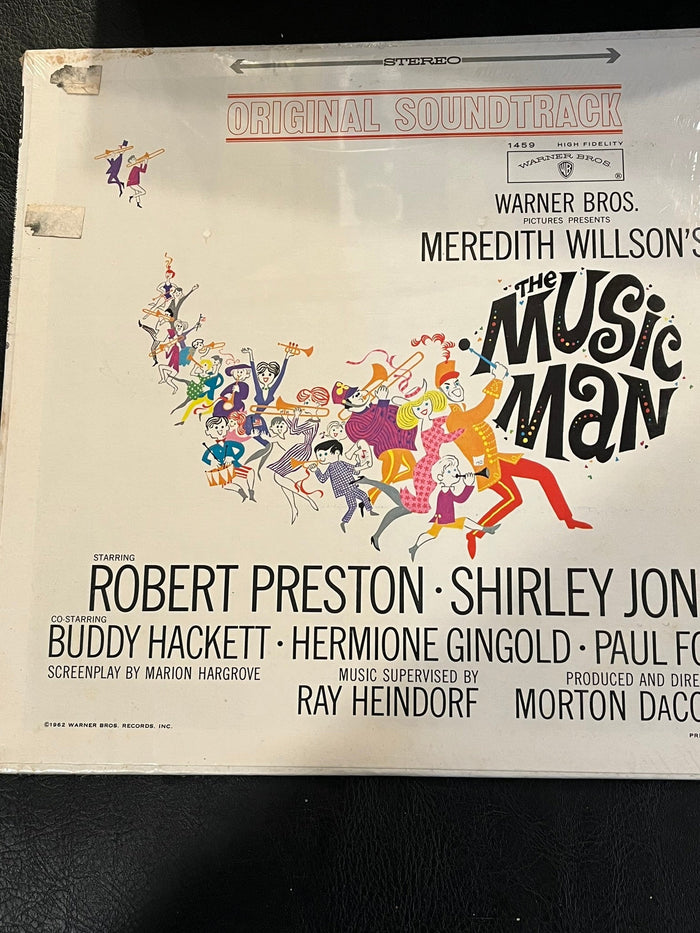 STEREO
ORIGINAL SOUNDTRACK
1459 HIGH FIDELITY
WARNER BROS.
WB
®
WARNER BROS.
PICTURES PRESENTS
MEREDITH WILLSON'S
THE
MUSIC
MAN
STARRING
ROBERT PRESTON · SHIRLEY JON
CO-STARRING
BUDDY HACKETT · HERMIONE GINGOLD · PAUL FO
SCREENPLAY BY MARION HARGROVE
MUSIC SUPERVISED BY
RAY HEINDORF
PRODUCED AND DIRE
MORTON DACO
©1962 WARNER BROS. RECORDS, INC.
PRI